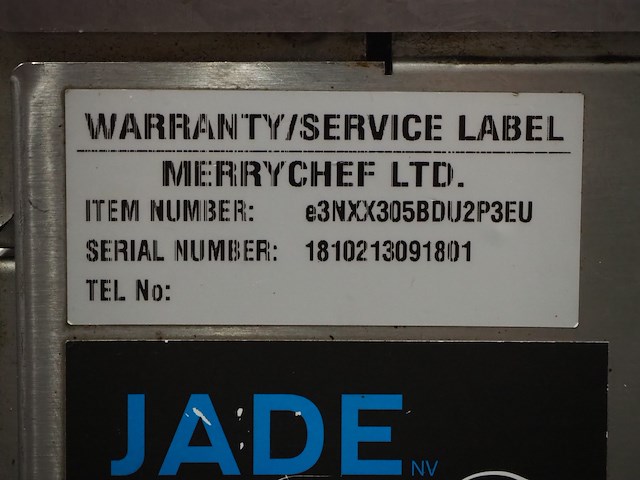 WARRANTY/SERVICE LABEL
MERRYCHEF LTD.
ITEM NUMBER: e3NXX305BDU2P3EU
SERIAL NUMBER: 1810213091801
TEL No:
JADE NV